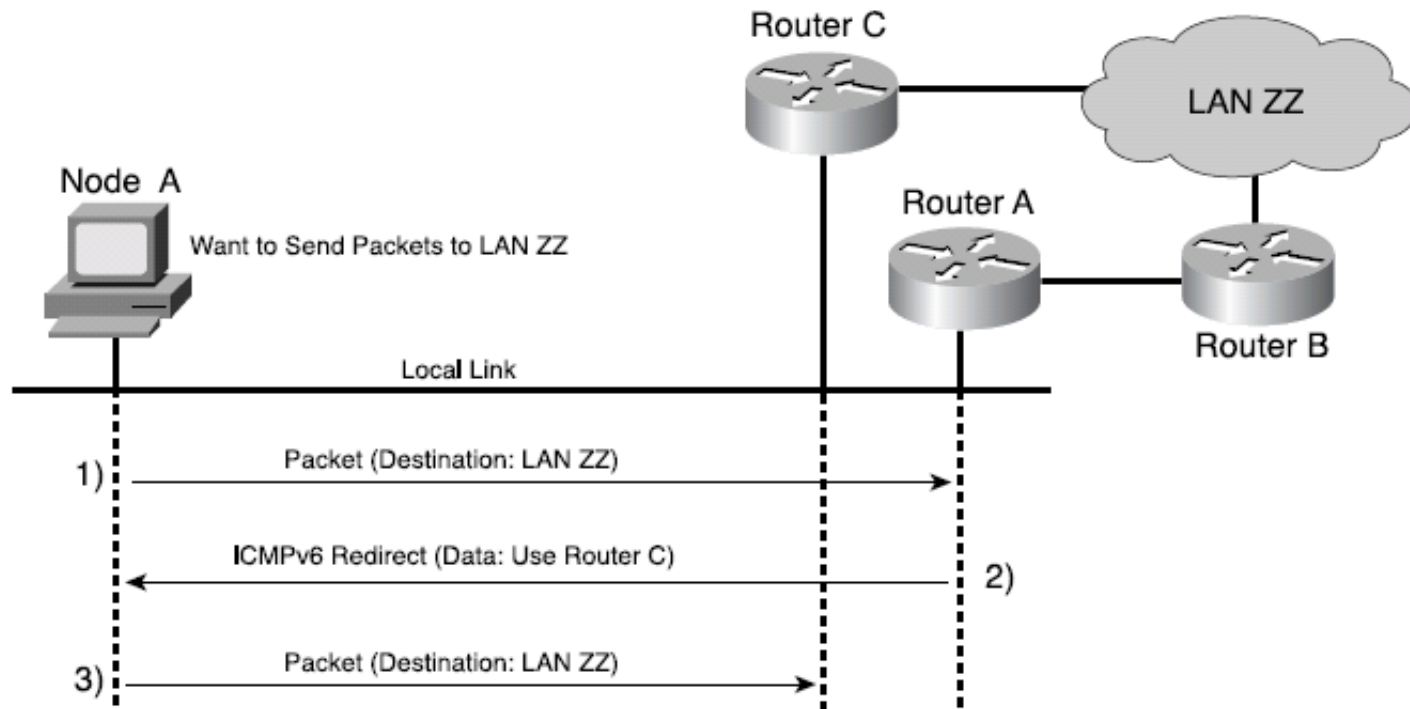 Router C
LAN ZZ
Node A
Want to Send Packets to LAN ZZ
Router A
Router B
Local Link
1)
Packet (Destination: LAN ZZ)
ICMPv6 Redirect (Data: Use Router C)
2)
3)
Packet (Destination: LAN ZZ)